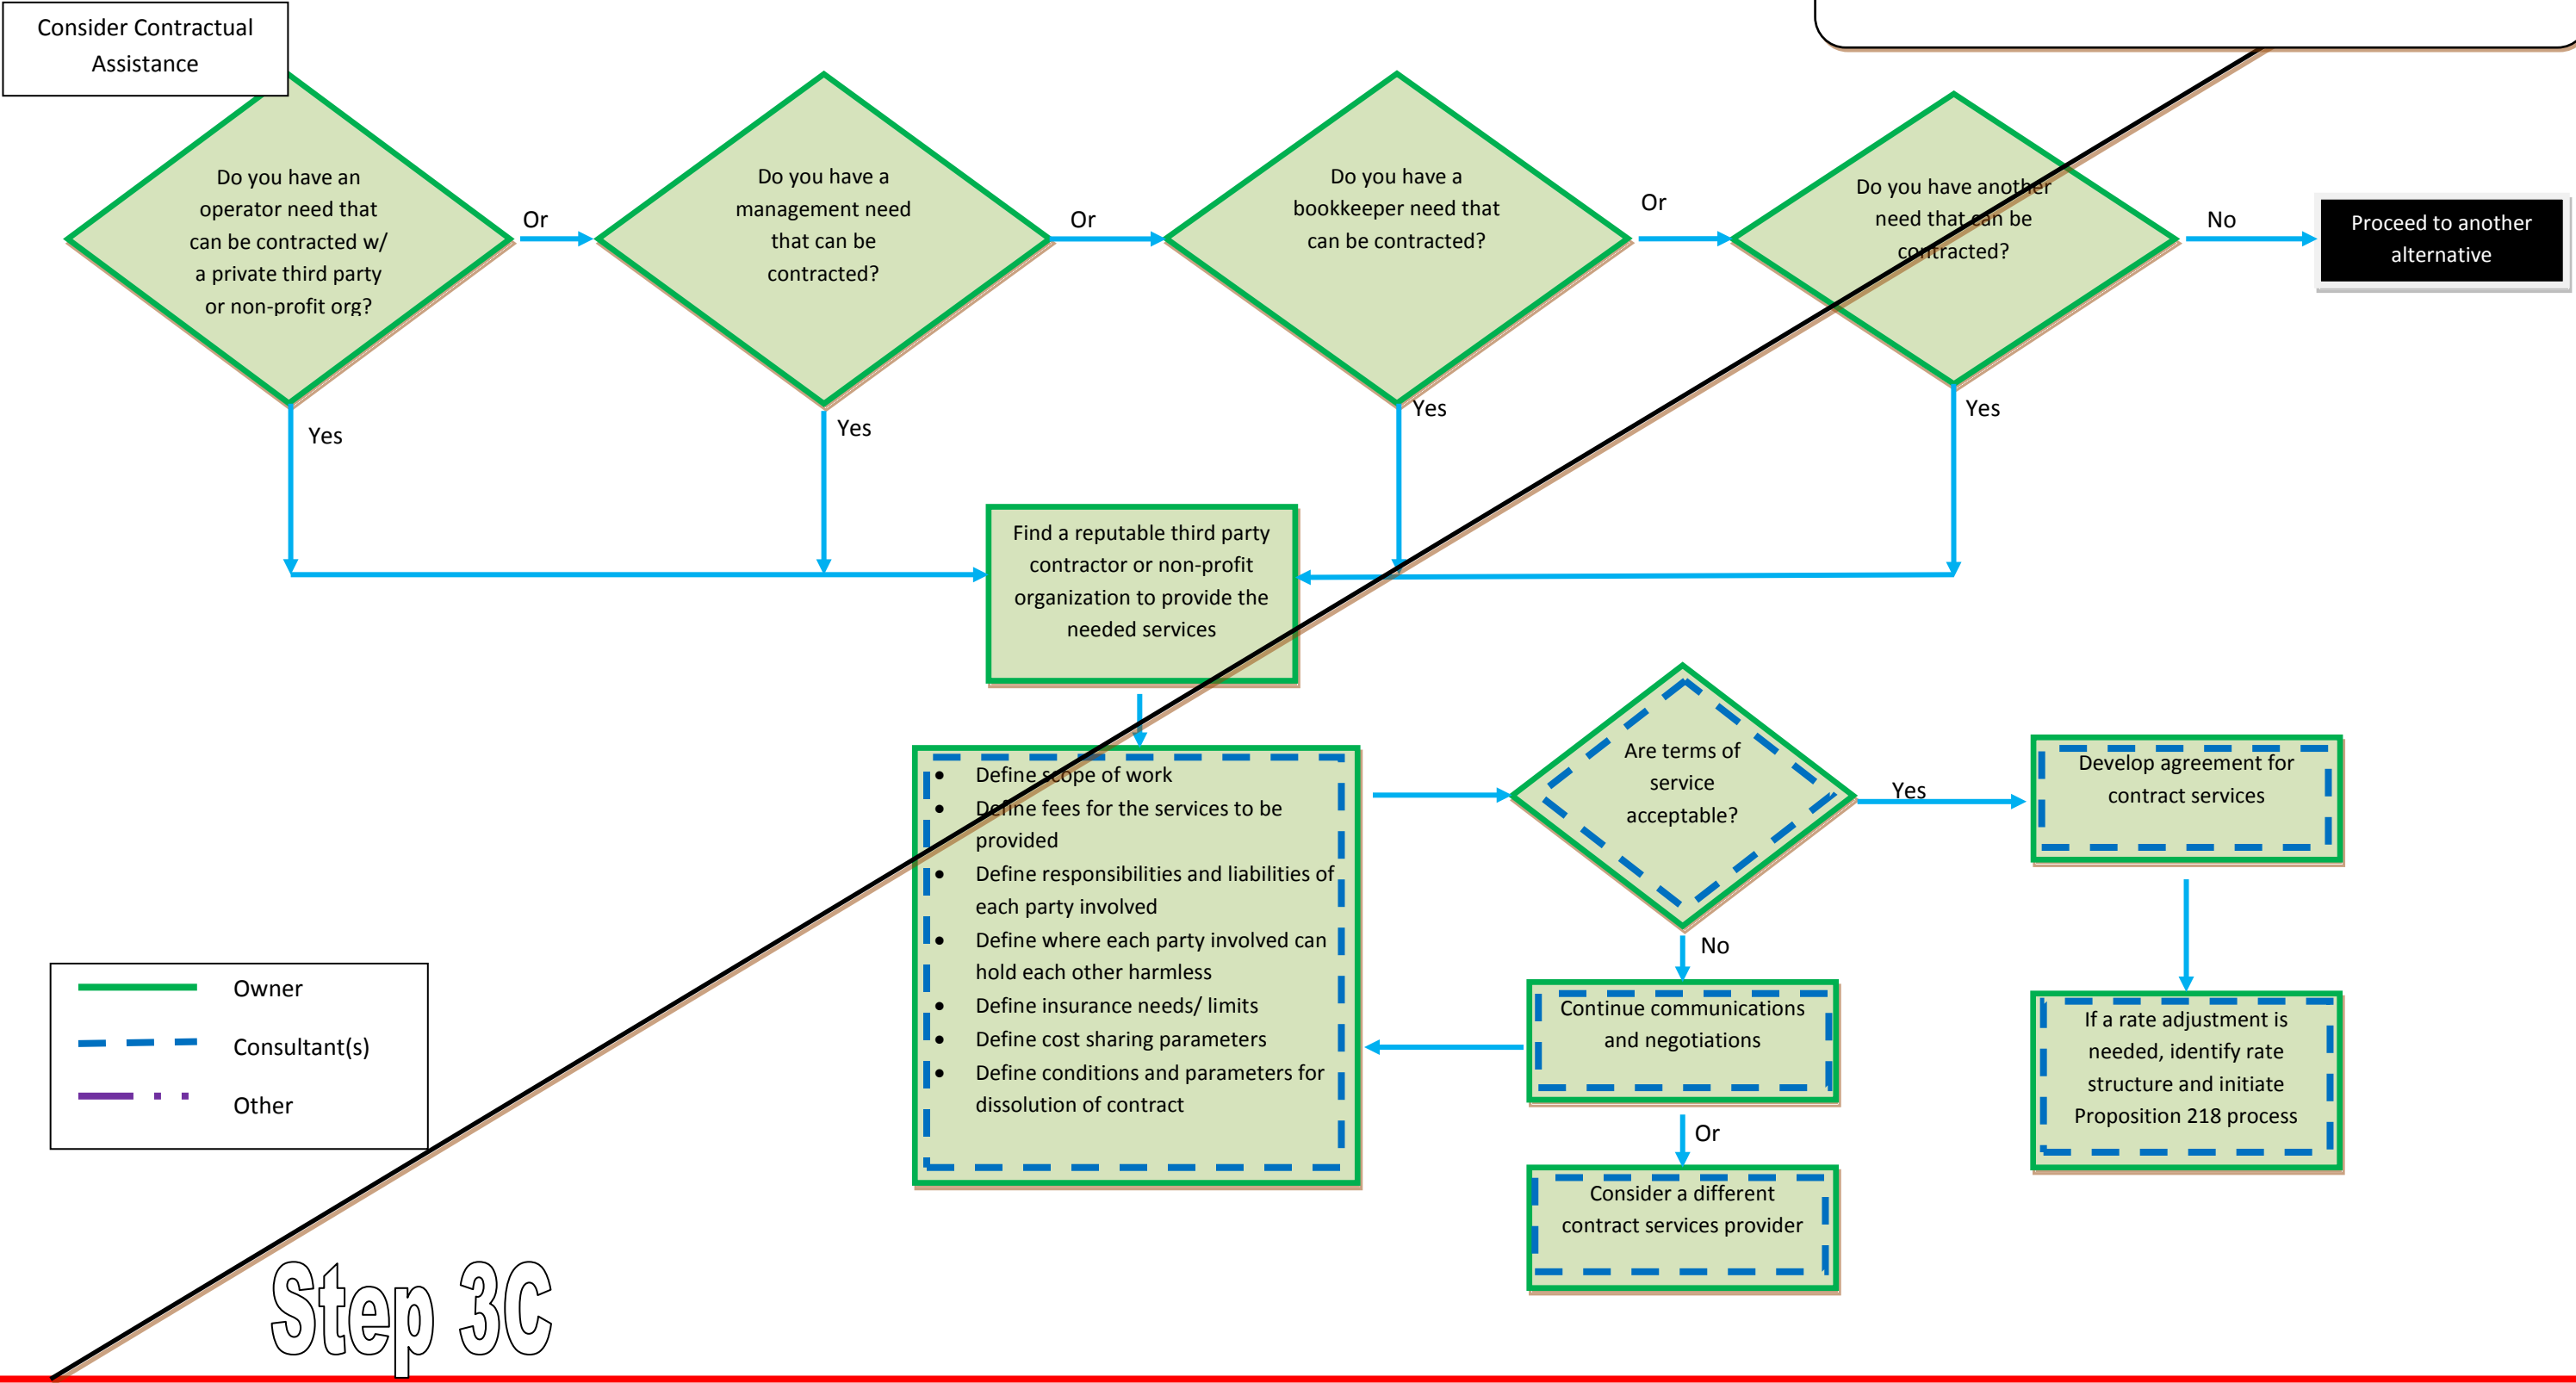 Consider Contractual
Assistance
Do you have an
operator need that
can be contracted w/
a private third party
or non-profit org?
Or
Do you have a
management need
that can be
contracted?
Or
Do you have a
bookkeeper need that
can be contracted?
Or
Do you have another
need that can be
contracted?
No
Proceed to another
alternative
Yes
Yes
Yes
Yes
Find a reputable third party
contractor or non-profit
organization to provide the
needed services
• Define scope of work
• Define fees for the services to be
provided
• Define responsibilities and liabilities of
each party involved
• Define where each party involved can
hold each other harmless
• Define insurance needs/ limits
• Define cost sharing parameters
• Define conditions and parameters for
dissolution of contract
Are terms of
service
acceptable?
Yes
Develop agreement for
contract services
No
Continue communications
and negotiations
Or
Consider a different
contract services provider
If a rate adjustment is
needed, identify rate
structure and initiate
Proposition 218 process
Owner
Consultant(s)
Other
Step 3C